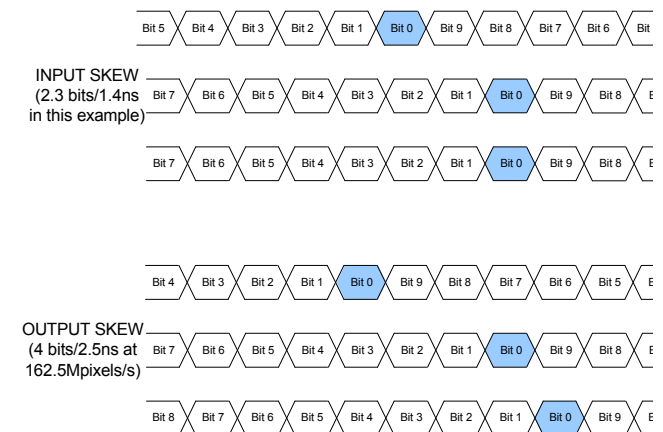 Bit 5 Bit 4 Bit 3 Bit 2 Bit 1 Bit 0 Bit 9 Bit 8 Bit 7 Bit 6 Bit
INPUT SKEW
(2.3 bits/1.4ns
in this example)
Bit 7 Bit 6 Bit 5 Bit 4 Bit 3 Bit 2 Bit 1 Bit 0 Bit 9 Bit 8
Bit 7 Bit 6 Bit 5 Bit 4 Bit 3 Bit 2 Bit 1 Bit 0 Bit 9 Bit 8
Bit 4 Bit 3 Bit 2 Bit 1 Bit 0 Bit 9 Bit 8 Bit 7 Bit 6 Bit 5
OUTPUT SKEW
(4 bits/2.5ns at
162.5Mpixels/s)
Bit 7 Bit 6 Bit 5 Bit 4 Bit 3 Bit 2 Bit 1 Bit 0 Bit 9 Bit 8
Bit 8 Bit 7 Bit 6 Bit 5 Bit 4 Bit 3 Bit 2 Bit 1 Bit 0 Bit 9